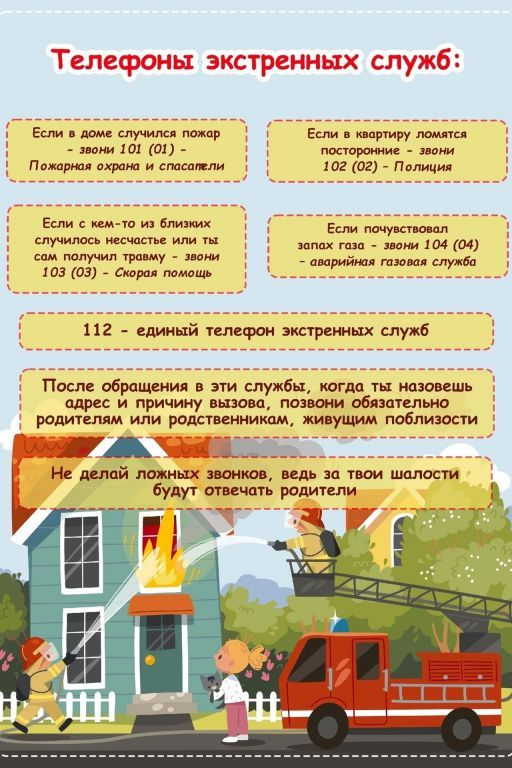 Телефоны экстренных служб:
Если в доме случился пожар
- звони 101 (01) -
Пожарная охрана и спасатели
Если в квартиру ломятся
посторонние - звони
102 (02) - Полиция
Если с кем-то из близких
случилось несчастье или ты
сам получил травму - звони
103 (03) - Скорая помощь
Если почувствовал
запах газа - звони 104 (04)
- аварийная газовая служба
112 - единый телефон экстренных служб
После обращения в эти службы, когда ты назовешь
адрес и причину вызова, позвони обязательно
родителям или родственникам, живущим поблизости
Не делай ложных звонков, ведь за твои шалости
будут отвечать родители